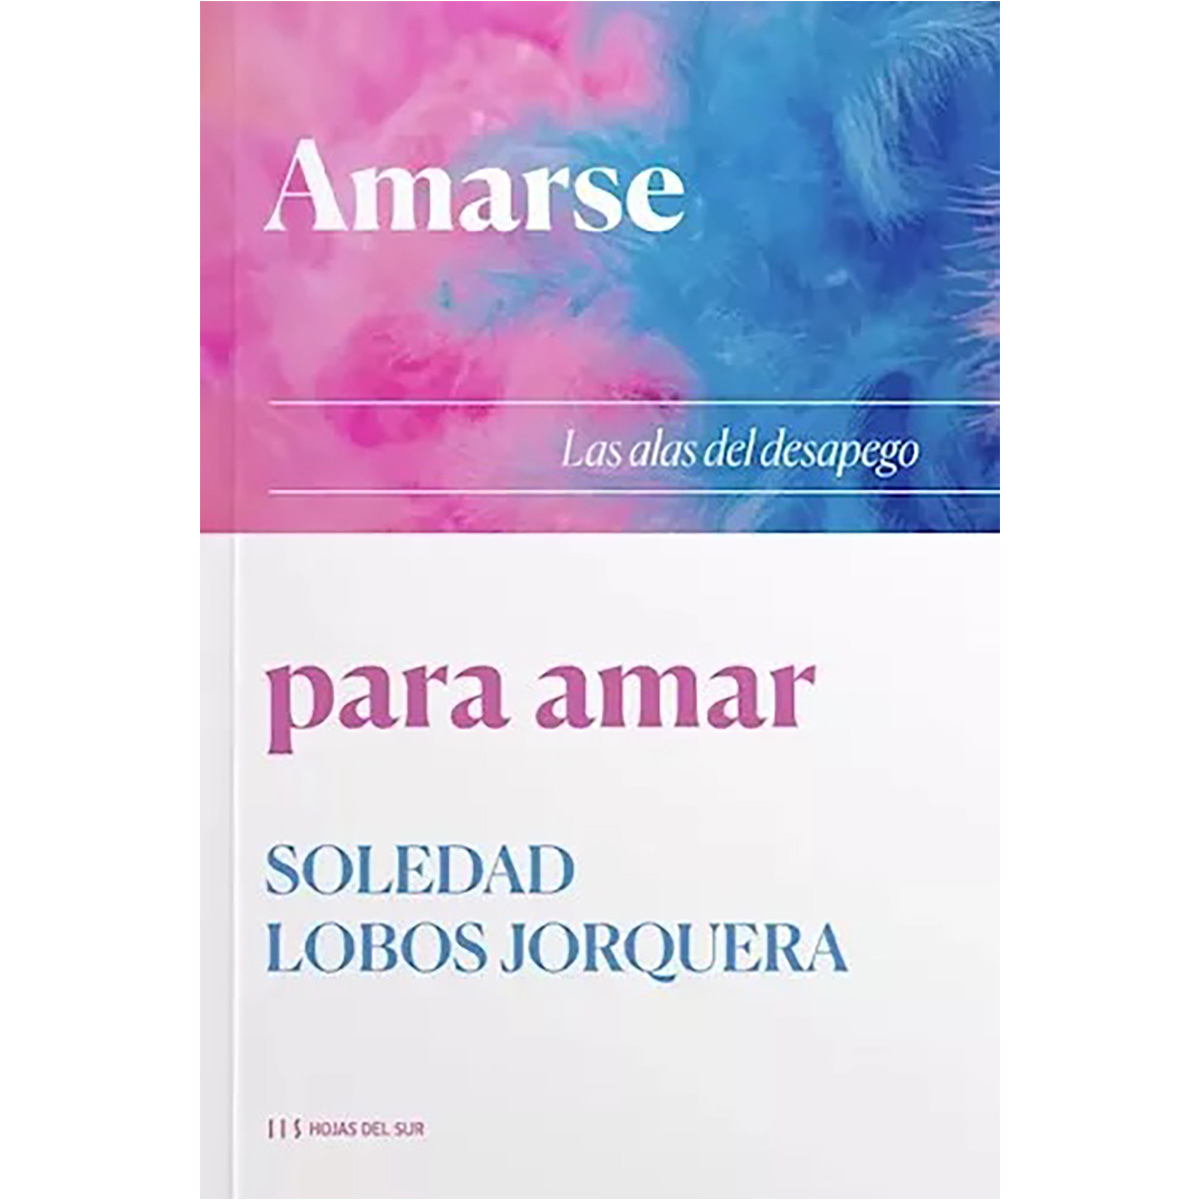 Amarse
Las alas del desapego
para amar
SOLEDAD
LOBOS JORQUERA
HOJAS DEL SUR